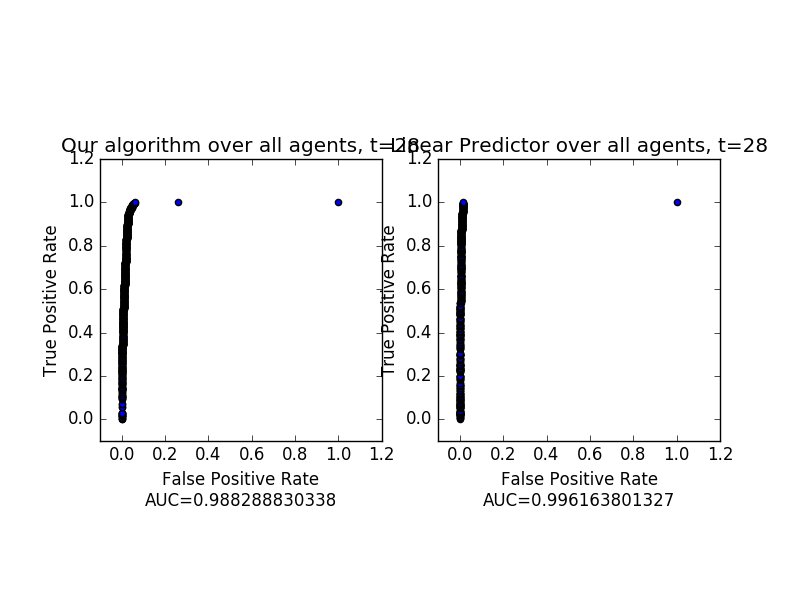 Our algorithm over all agents, t=28
Linear Predictor over all agents, t=28
1.2
1.0
0.8
0.6
0.4
0.2
0.0
True Positive Rate
0.0 0.2 0.4 0.6 0.8 1.0 1.2
False Positive Rate
AUC=0.988288830338
1.2
1.0
0.8
0.6
0.4
0.2
0.0
True Positive Rate
0.0 0.2 0.4 0.6 0.8 1.0 1.2
False Positive Rate
AUC=0.996163801327